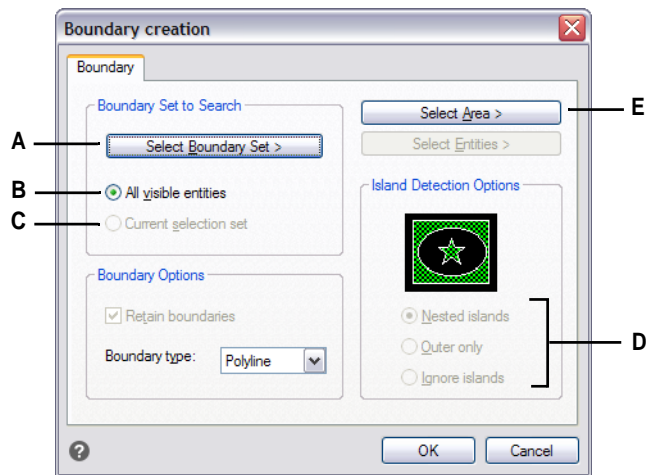 Boundary creation
Boundary
Boundary Set to Search
A
Select Boundary Set >
B
All visible entities
C
Current selection set
Boundary Options
Retain boundaries
Boundary type:
Polyline
Select Area >
E
Select Entities >
Island Detection Options
Nested islands
Outer only
Ignore islands
D
?
OK
Cancel